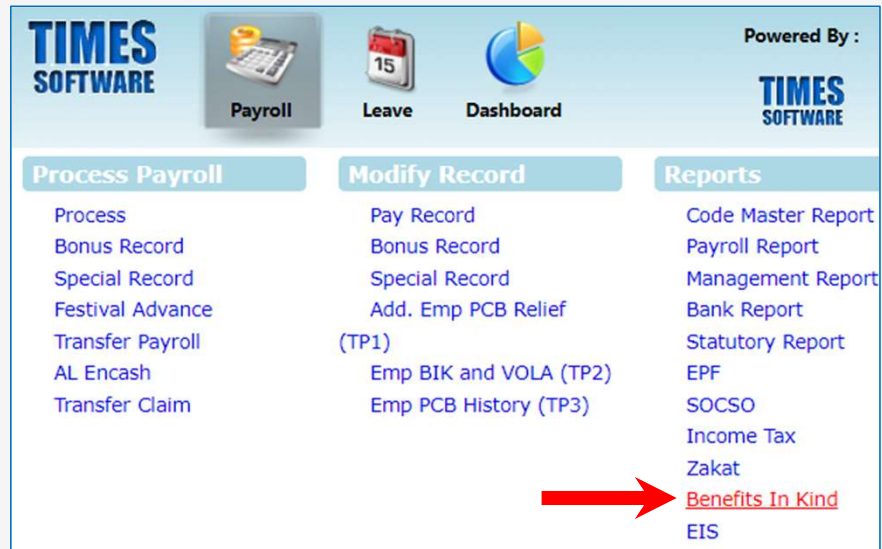 TIMES
SOFTWARE
15
Payroll
Leave
Dashboard
Powered By :
TIMES
SOFTWARE
Process Payroll
Process
Bonus Record
Special Record
Festival Advance
Transfer Payroll
AL Encash
Transfer Claim
Modify Record
Pay Record
Bonus Record
Special Record
Add. Emp PCB Relief
(TP1)
Emp BIK and VOLA (TP2)
Emp PCB History (TP3)
Reports
Code Master Report
Payroll Report
Management Report
Bank Report
Statutory Report
EPF
SOCSO
Income Tax
Zakat
Benefits In Kind
EIS